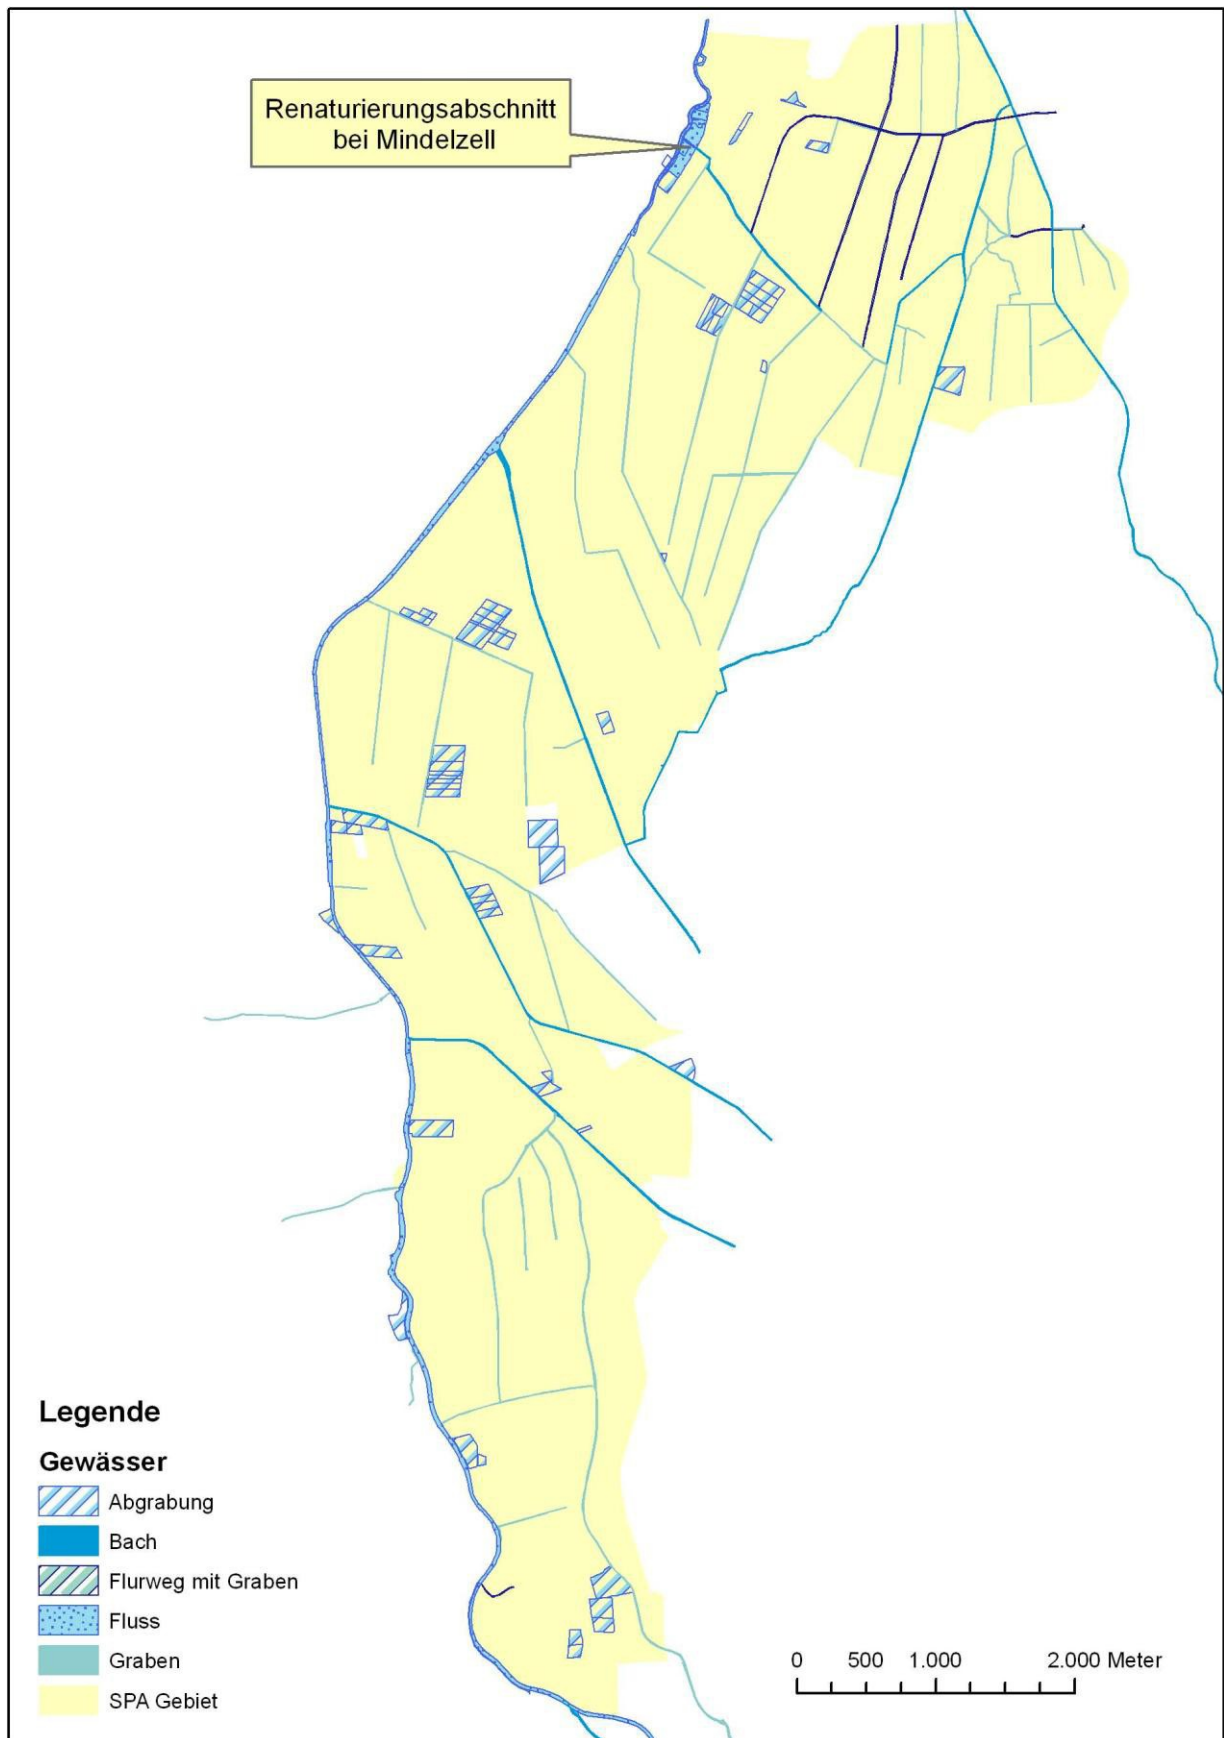 Renaturierungsabschnitt
bei Mindelzell
Legende
Gewässer
Abgrabung
Bach
Flurweg mit Graben
Fluss
Graben
SPA Gebiet
0 500 1.000 2.000 Meter